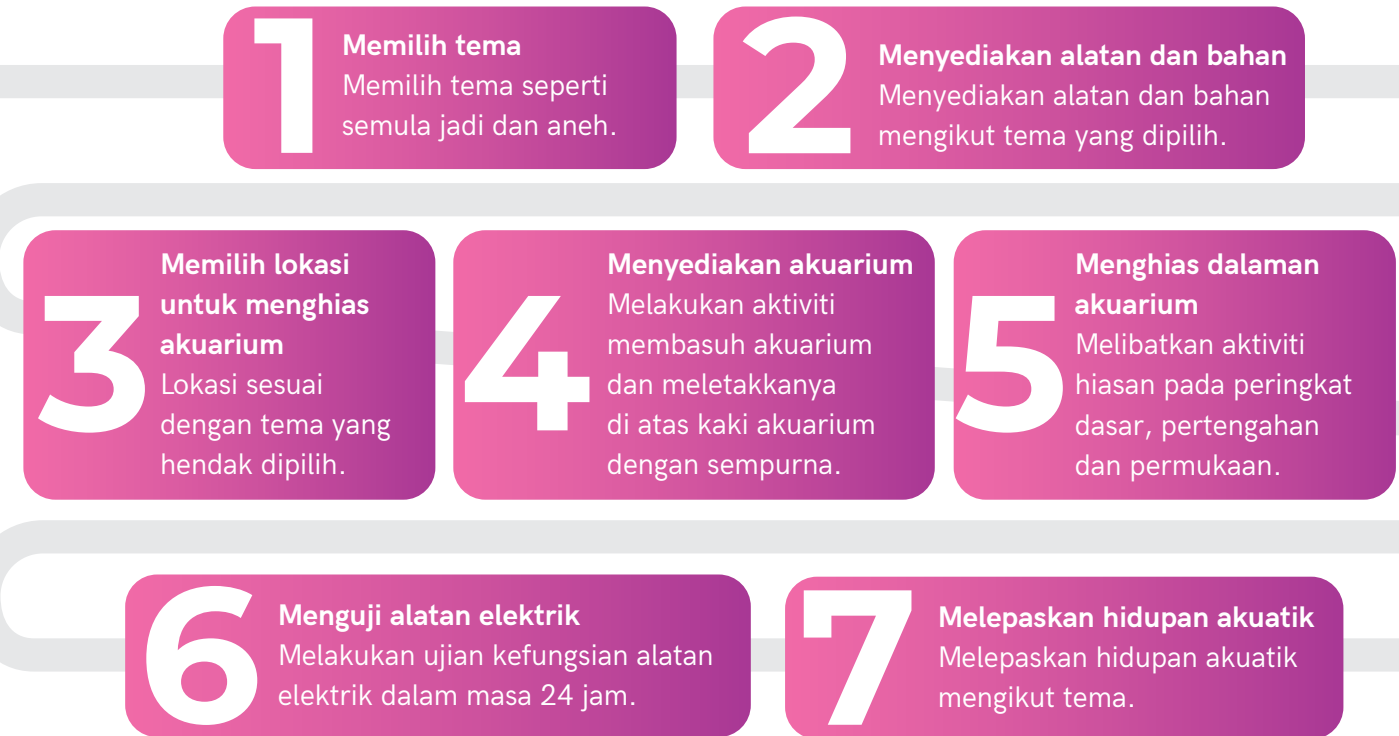 1
Memilih tema
Memilih tema seperti
semula jadi dan aneh.
2
Menyediakan alatan dan bahan
Menyediakan alatan dan bahan
mengikut tema yang dipilih.
3
Memilih lokasi
untuk menghias
akuarium
Lokasi sesuai
dengan tema yang
hendak dipilih.
4
Menyediakan akuarium
Melakukan aktiviti
membasuh akuarium
dan meletakkanya
di atas kaki akuarium
dengan sempurna.
5
Menghias dalaman
akuarium
Melibatkan aktiviti
hiasan pada peringkat
dasar, pertengahan
dan permukaan.
6
Menguji alatan elektrik
Melakukan ujian kefungsian alatan
elektrik dalam masa 24 jam.
7
Melepaskan hidupan akuatik
Melepaskan hidupan akuatik
mengikut tema.